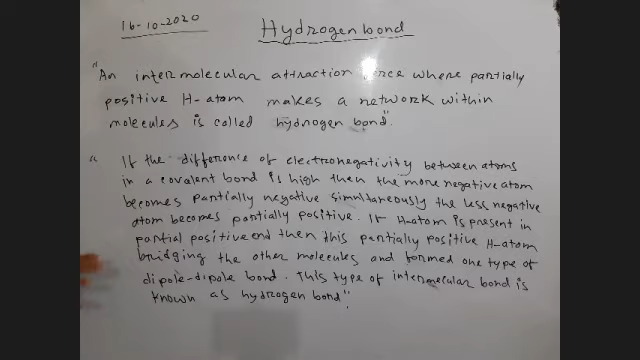 16-10-2020
Hydrogen bond
"An intermolecular attraction force where partially
positive H-atom makes a network within
molecules is called hydrogen bond".
" If the difference of electronegativity between atoms
in a covalent bond is high then the more negative atom
becomes partially negative simultaneously the less negative
atom becomes partially positive. If H-atom is present in
partial positive end then this partially positive H-atom
bridging the other molecules and formed one type of
dipole-dipole bond. This type of intermecular bond is
known as hydrogen bond".